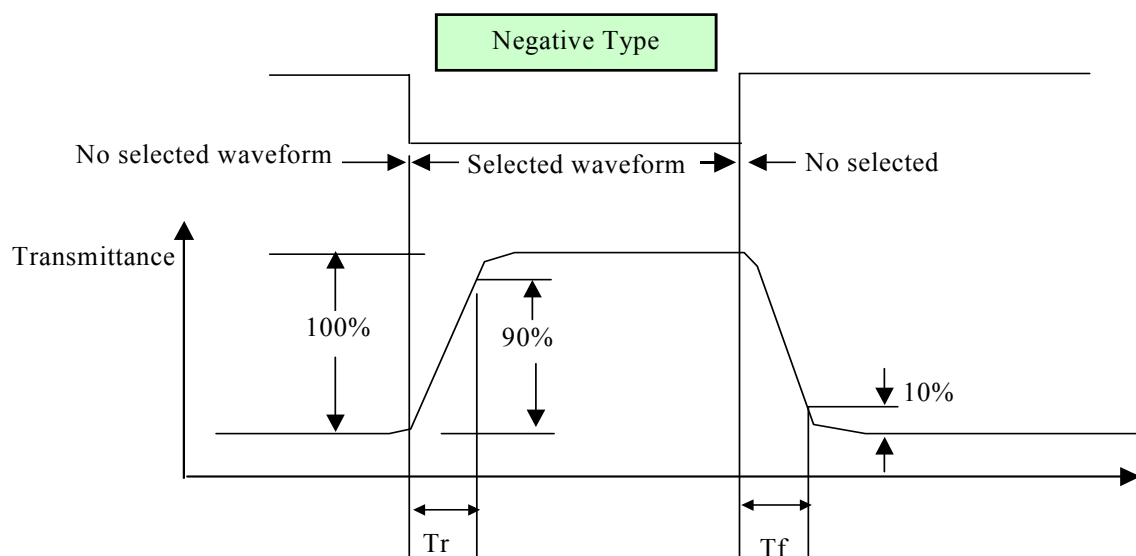 Negative Type
No selected waveform
Selected waveform
No selected
Transmittance
100%
90%
10%
Tr
Tf